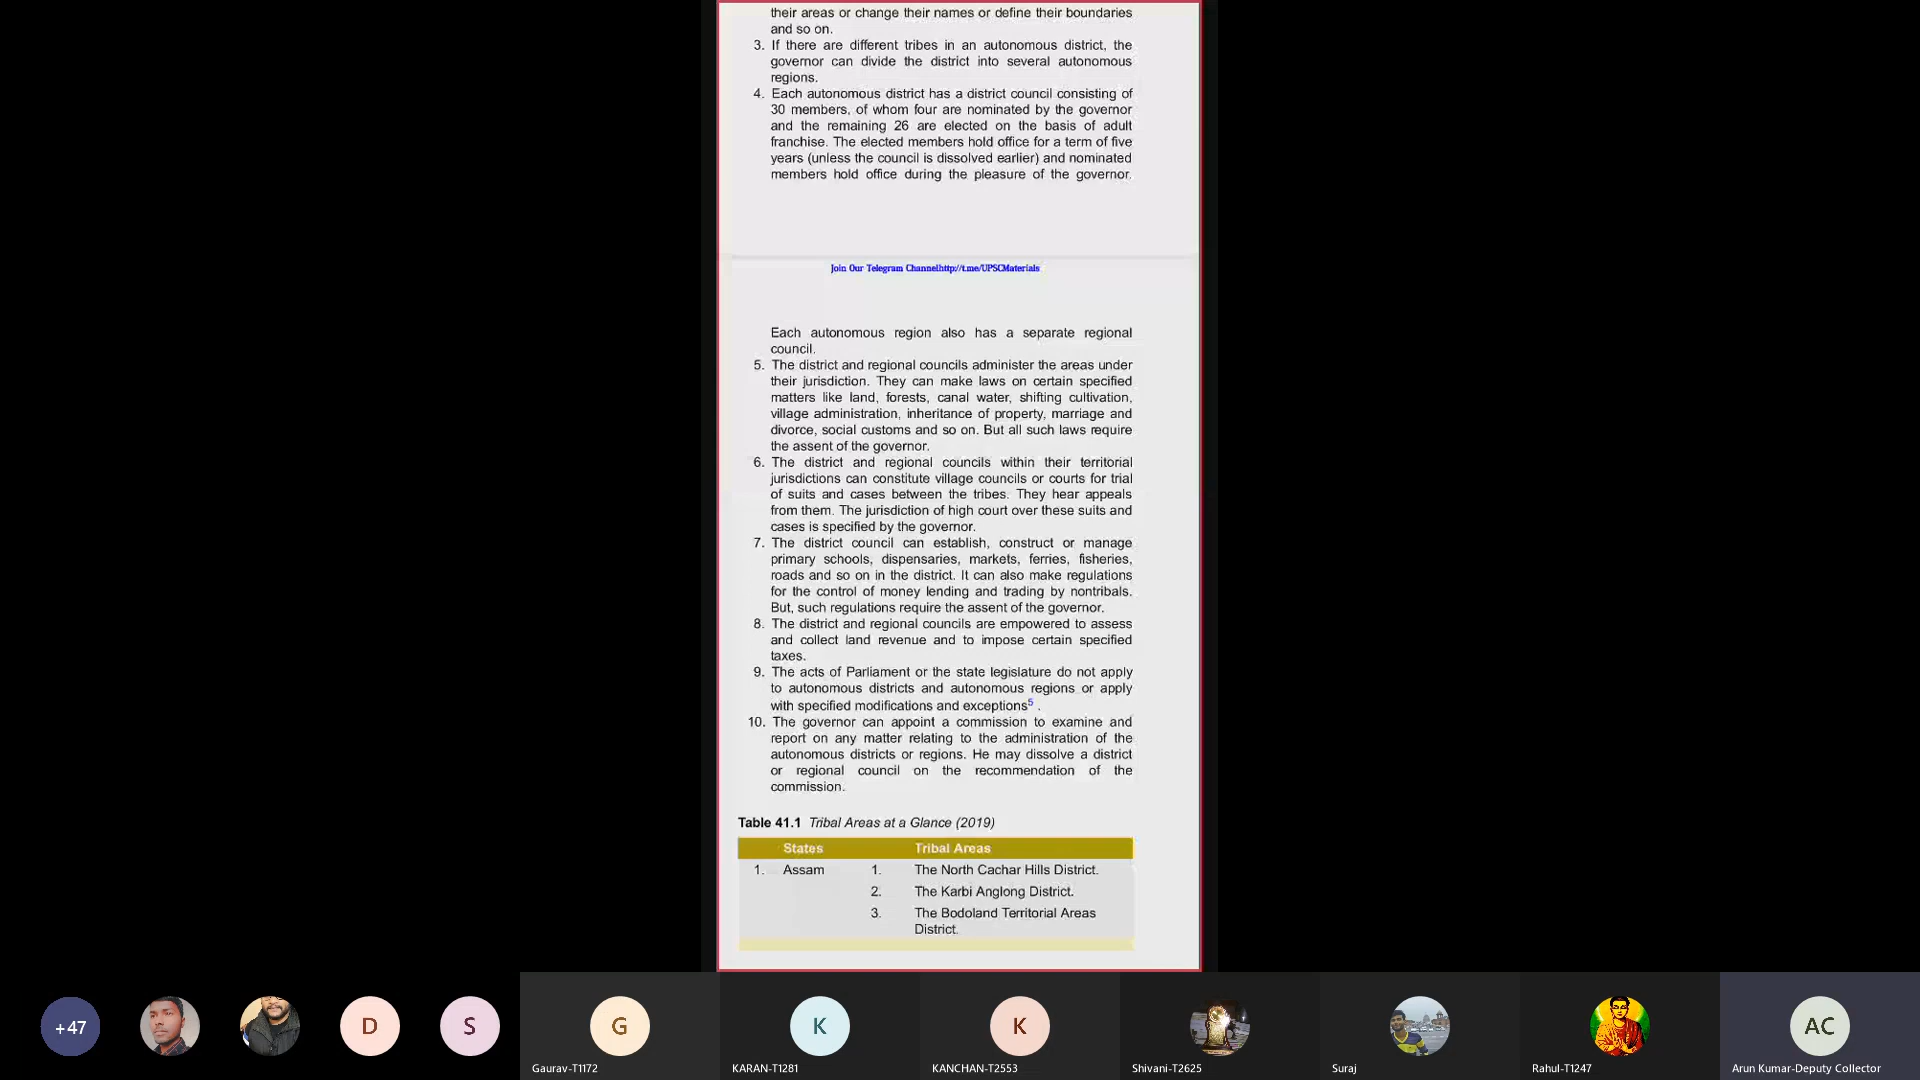 their areas or change their names or define their boundaries
and so on.
3. If there are different tribes in an autonomous district, the
governor can divide the district into several autonomous
regions.
4. Each autonomous district has a district council consisting of
30 members, of whom four are nominated by the governor
and the remaining 26 are elected on the basis of adult
franchise. The elected members hold office for a term of five
years (unless the council is dissolved earlier) and nominated
members hold office during the pleasure of the governor.
Join Our Telegram Channelhttp://t.me/UPSCMaterials
Each autonomous region also has a separate regional
council.
5. The district and regional councils administer the areas under
their jurisdiction. They can make laws on certain specified
matters like land, forests, canal water, shifting cultivation,
village administration, inheritance of property, marriage and
divorce, social customs and so on. But all such laws require
the assent of the governor.
6. The district and regional councils within their territorial
jurisdictions can constitute village councils or courts for trial
of suits and cases between the tribes. They hear appeals
from them. The jurisdiction of high court over these suits and
cases is specified by the governor.
7. The district council can establish, construct or manage
primary schools, dispensaries, markets, ferries, fisheries,
roads and so on in the district. It can also make regulations
for the control of money lending and trading by nontribals.
But, such regulations require the assent of the governor.
8. The district and regional councils are empowered to assess
and collect land revenue and to impose certain specified
taxes.
9. The acts of Parliament or the state legislature do not apply
to autonomous districts and autonomous regions or apply
with specified modifications and exceptions5 .
10. The governor can appoint a commission to examine and
report on any matter relating to the administration of the
autonomous districts or regions. He may dissolve a district
or regional council on the recommendation of the
commission.
Table 41.1 Tribal Areas at a Glance (2019)
States Tribal Areas
1. Assam 1. The North Cachar Hills District.
2. The Karbi Anglong District.
3. The Bodoland Territorial Areas
District.
+47 D S G K K AC
Gaurav-T1172 KARAN-T1281 KANCHAN-T2553 Shivani-T2625 Suraj Rahul-T1247 Arun Kumar-Deputy Collector